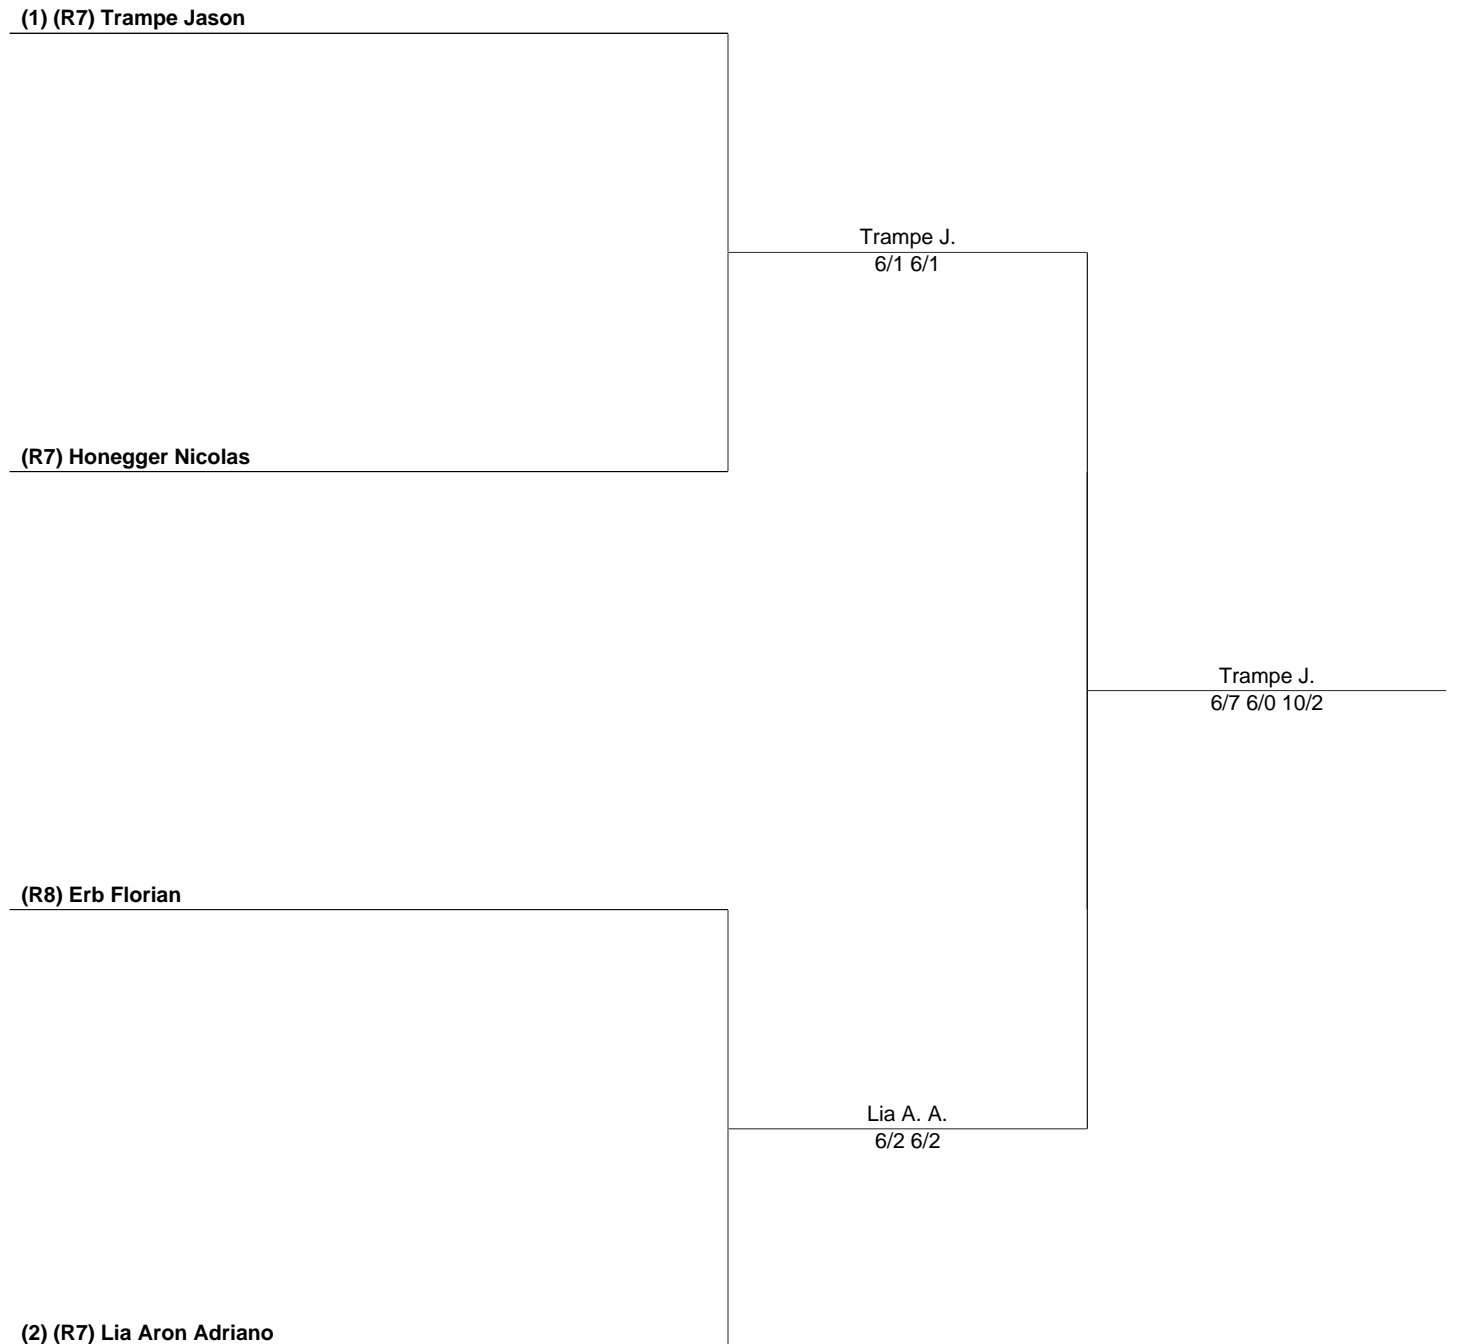 (1) (R7) Trampe Jason
Trampe J.
6/1 6/1
(R7) Honegger Nicolas
Trampe J.
6/7 6/0 10/2
(R8) Erb Florian
Lia A. A.
6/2 6/2
(2) (R7) Lia Aron Adriano